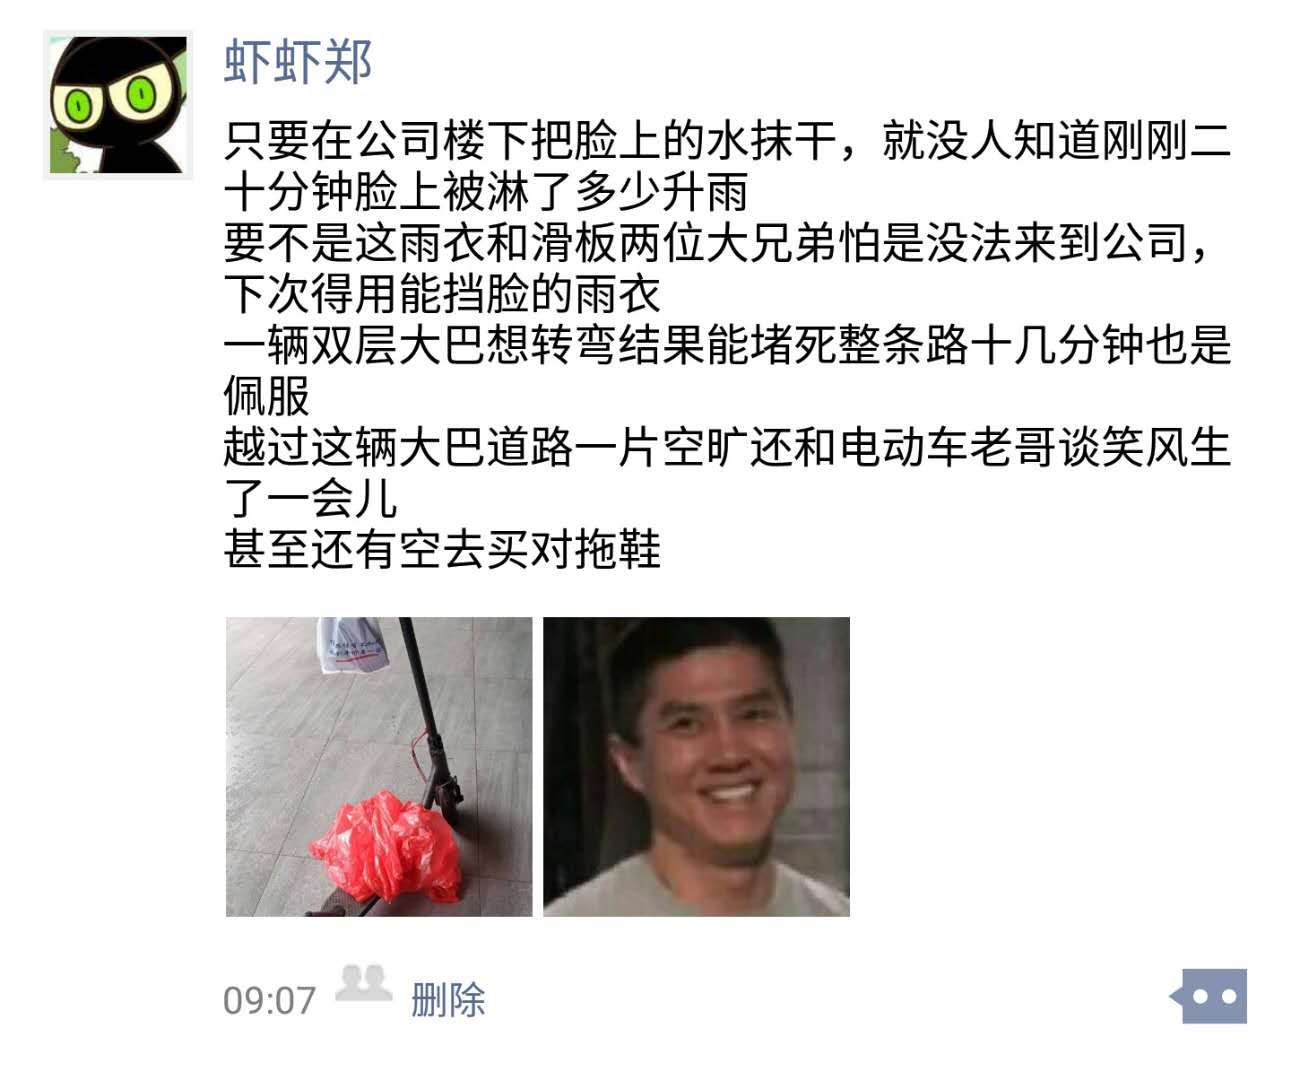 虾虾郑
只要在公司楼下把脸上的水抹干，就没人知道刚刚二
十分钟脸上被淋了多少升雨
要不是这雨衣和滑板两位大兄弟怕是没法来到公司，
下次得用能挡脸的雨衣
一辆双层大巴想转弯结果能堵死整条路十几分钟也是
佩服
越过这辆大巴道路一片空旷还和电动车老哥谈笑风生
了一会儿
甚至还有空去买对拖鞋
09:07 删除